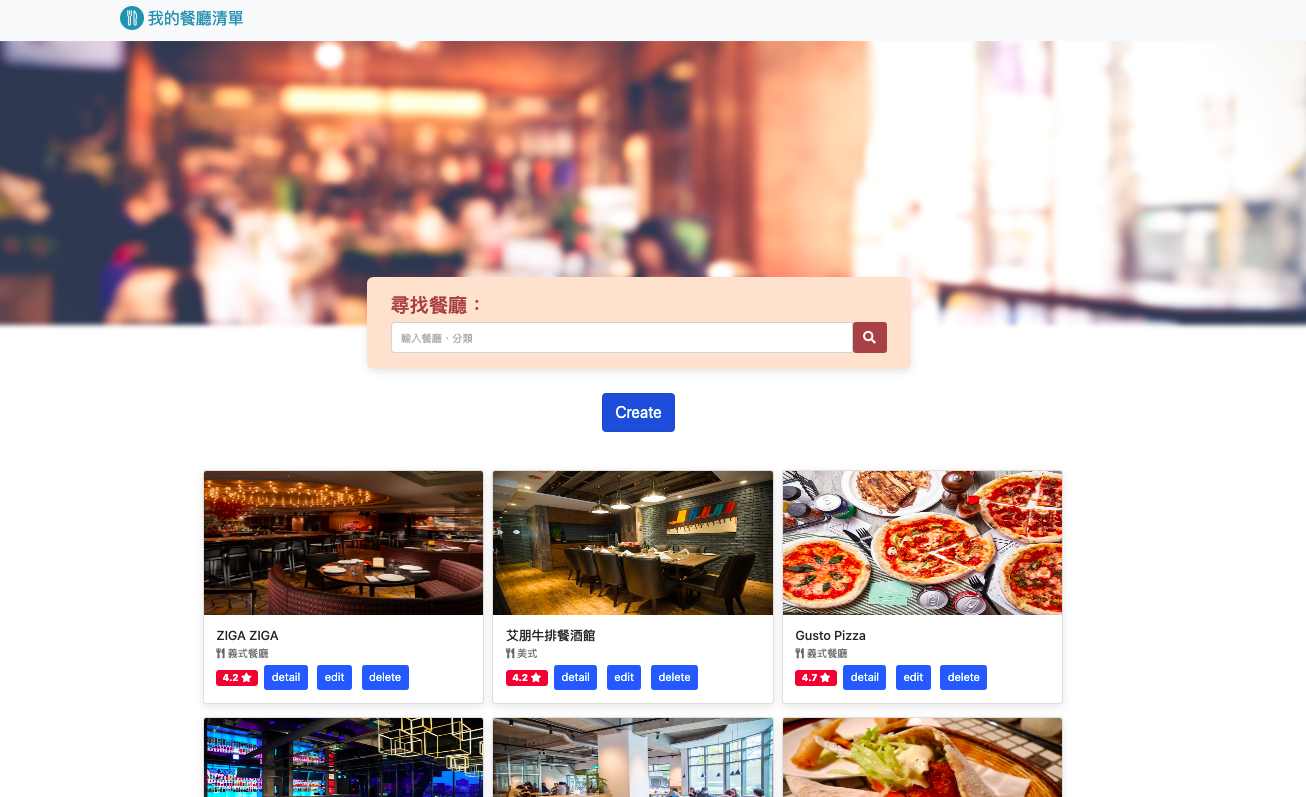 我的餐廳清單
尋找餐廳：
輸入餐廳、分類
Create
ZIGA ZIGA
義式餐廳
4.2 detail edit delete
艾朋牛排餐酒館
美式
4.2 detail edit delete
Gusto Pizza
義式餐廳
4.7 detail edit delete